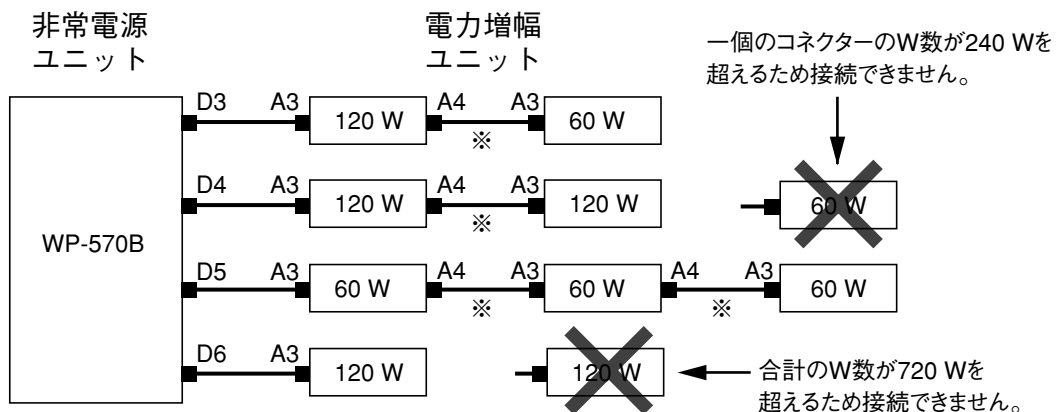 非常電源
ユニット
電力増幅
ユニット
一個のコネクターのW数が240 Wを
超えるため接続できません。
D3 A3 120 W A4 A3 60 W
※
D4 A3 120 W A4 A3 120 W 60 W
※
WP-570B
D5 A3 60 W A4 A3 60 W A4 A3 60 W
※ ※
D6 A3 120 W 120 W
合計のW数が720 Wを
超えるため接続できません。